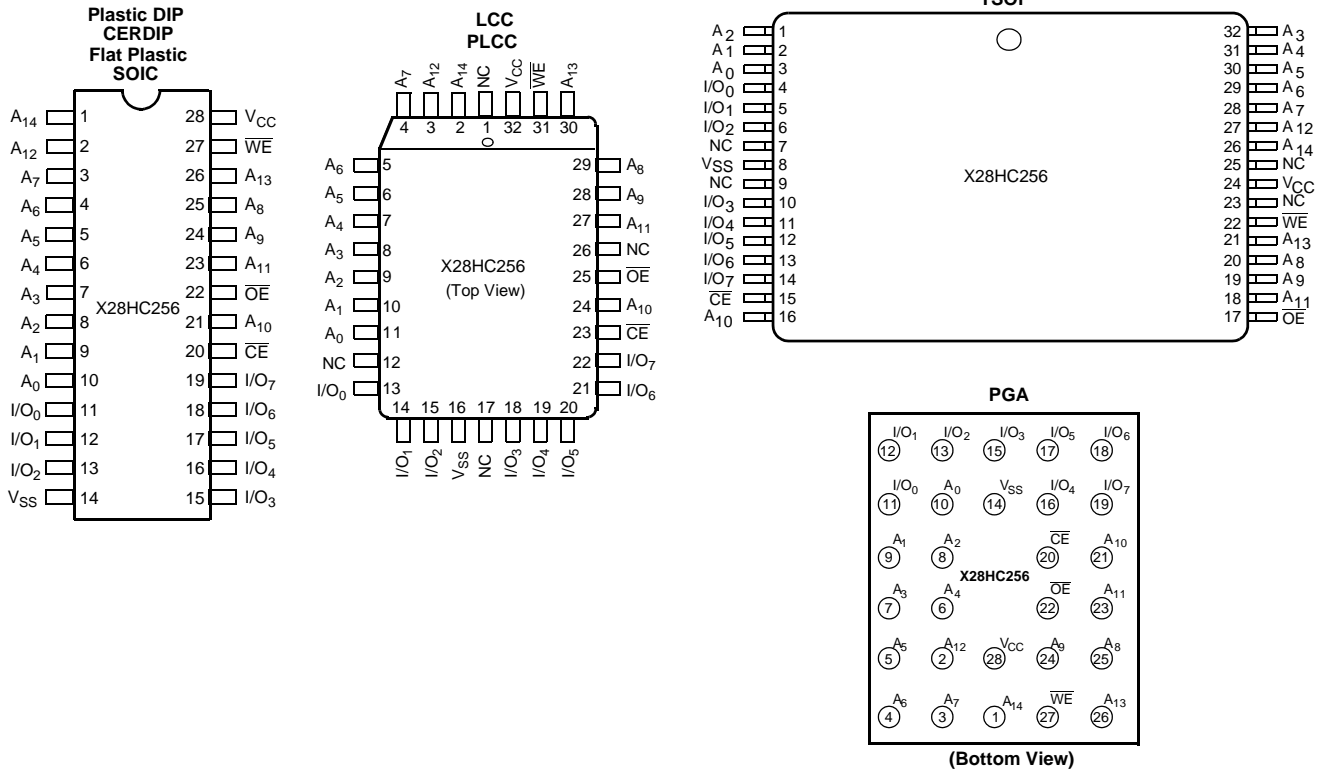 Plastic DIP
CERDIP
Flat Plastic
SOIC
A14 1 28 VCC
A12 2 27 WE
A7 3 26 A13
A6 4 25 A8
A5 5 24 A9
A4 6 23 A11
A3 7 22 OE
X28HC256
A2 8 21 A10
A1 9 20 CE
A0 10 19 I/O7
I/O0 11 18 I/O6
I/O1 12 17 I/O5
I/O2 13 16 I/O4
VSS 14 15 I/O3
LCC
PLCC
A7 A12 A14 NC VCC WE A13
4 3 2 1 32 31 30
A6 5 29 A8
A5 6 28 A9
A4 7 27 A11
A3 8 26 NC
X28HC256
A2 9 25 OE
(Top View)
A1 10 24 A10
A0 11 23 CE
NC 12 22 I/O7
I/O0 13 21 I/O6
14 15 16 17 18 19 20
I/O1 I/O2 VSS NC I/O3 I/O4 I/O5
TSOP
A2 1 32 A3
A1 2 31 A4
A0 3 30 A5
I/O0 4 29 A6
I/O1 5 28 A7
I/O2 6 27 A12
NC 7 26 A14
VSS 8 25 NC
X28HC256
NC 9 24 VCC
I/O3 10 23 NC
I/O4 11 22 WE
I/O5 12 21 A13
I/O6 13 20 A8
I/O7 14 19 A9
CE 15 18 A11
A10 16 17 OE
PGA
I/O1 I/O2 I/O3 I/O5 I/O6
12 13 15 17 18
I/O0 A0 VSS I/O4 I/O7
11 10 14 16 19
A1 A2 CE A10
9 8 20 21
X28HC256
A3 A4 OE A11
7 6 22 23
A5 A12 VCC A9 A8
5 2 28 24 25
A6 A7 A14 WE A13
4 3 1 27 26
(Bottom View)